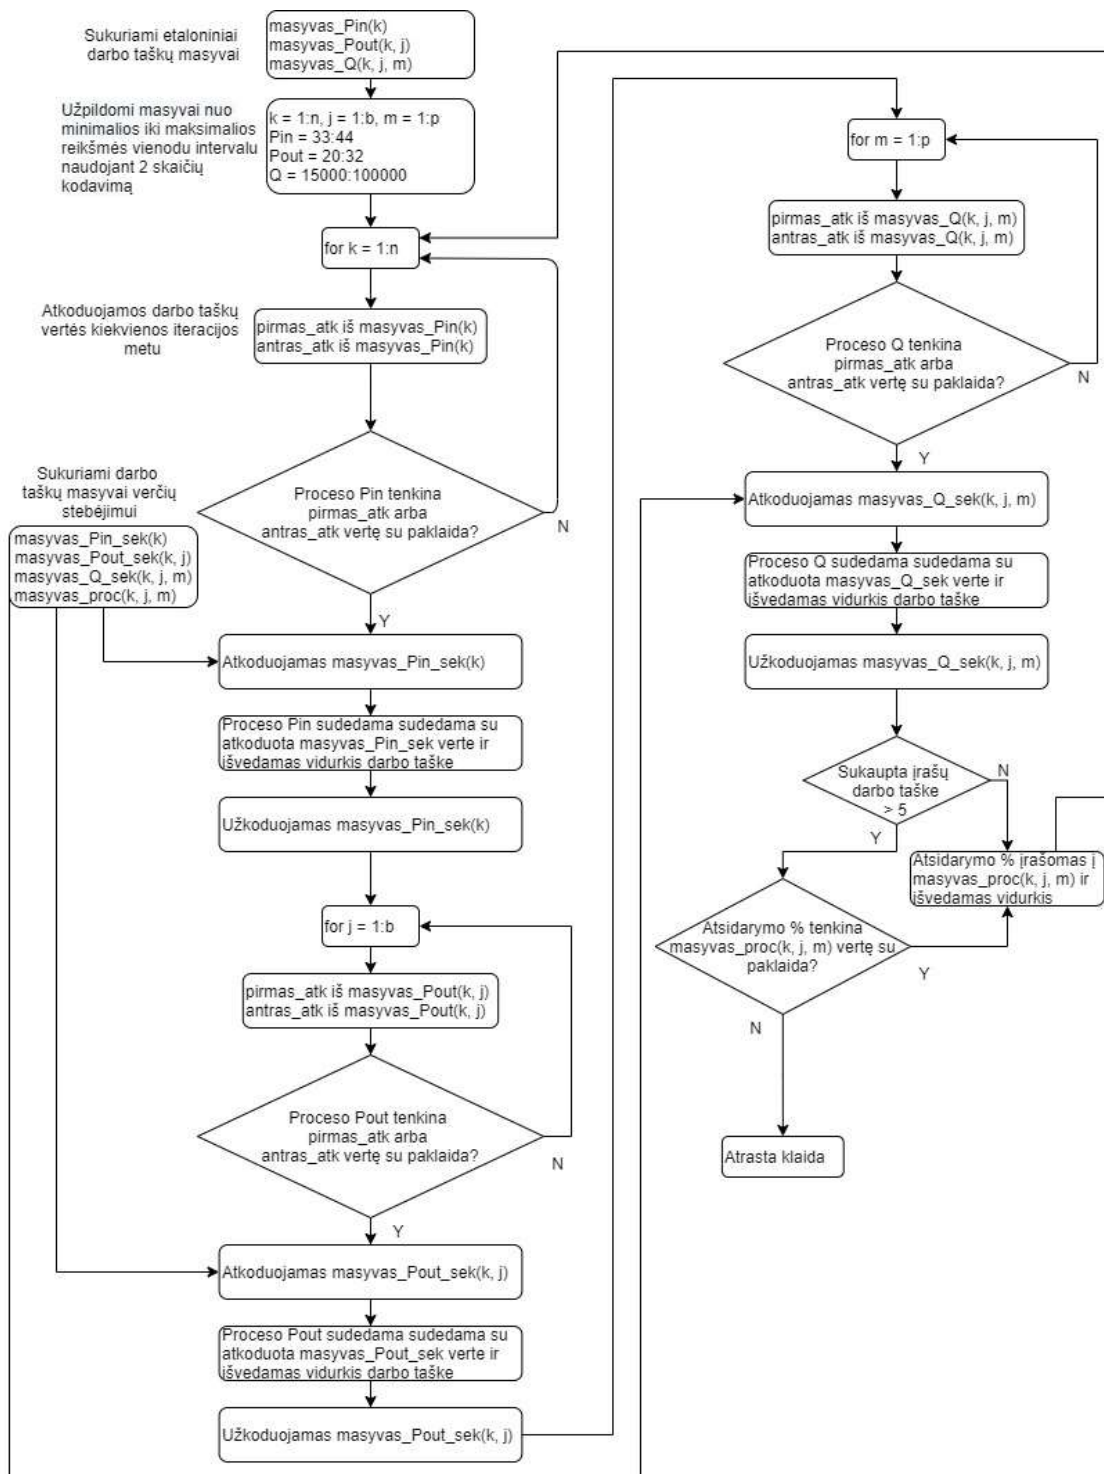 Sukuriami etaloniniai
darbo taškų masyvai
masyvas_Pin(k)
masyvas_Pout(k, j)
masyvas_Q(k, j, m)
Užpildomi masyvai nuo
minimalios iki maksimalios
reikšmės vienodu intervalu
naudojant 2 skaičių
kodavimą
k = 1:n, j = 1:b, m = 1:p
Pin = 33:44
Pout = 20:32
Q = 15000:100000
for k = 1:n
Atkoduojamos darbo taškų
vertės kiekvienos iteracijos
metu
pirmas_atk iš masyvas_Pin(k)
antras_atk iš masyvas_Pin(k)
Proceso Pin tenkina
pirmas_atk arba
antras_atk vertę su paklaida?
N
Y
Sukuriami darbo
taškų masyvai verčių
stebėjimui
masyvas_Pin_sek(k)
masyvas_Pout_sek(k, j)
masyvas_Q_sek(k, j, m)
masyvas_proc(k, j, m)
Atkoduojamas masyvas_Pin_sek(k)
Proceso Pin sudedama sudedama su
atkoduota masyvas_Pin_sek verte ir
išvedamas vidurkis darbo taške
Užkoduojamas masyvas_Pin_sek(k)
for j = 1:b
pirmas_atk iš masyvas_Pout(k, j)
antras_atk iš masyvas_Pout(k, j)
Proceso Pout tenkina
pirmas_atk arba
antras_atk vertę su paklaida?
N
Y
Atkoduojamas masyvas_Pout_sek(k, j)
Proceso Pout sudedama sudedama su
atkoduota masyvas_Pout_sek verte ir
išvedamas vidurkis darbo taške
Užkoduojamas masyvas_Pout_sek(k, j)
for m = 1:p
pirmas_atk iš masyvas_Q(k, j, m)
antras_atk iš masyvas_Q(k, j, m)
Proceso Q tenkina
pirmas_atk arba
antras_atk vertę su paklaida?
N
Y
Atkoduojamas masyvas_Q_sek(k, j, m)
Proceso Q sudedama sudedama su
atkoduota masyvas_Q_sek verte ir
išvedamas vidurkis darbo taške
Užkoduojamas masyvas_Q_sek(k, j, m)
Sukaupta įrašų
darbo taške
> 5
N
Y
Atsidarymo % įrašomas į
masyvas_proc(k, j, m) ir
išvedamas vidurkis
Atsidarymo % tenkina
masyvas_proc(k, j, m) vertę su
paklaida?
Y
N
Atrasta klaida